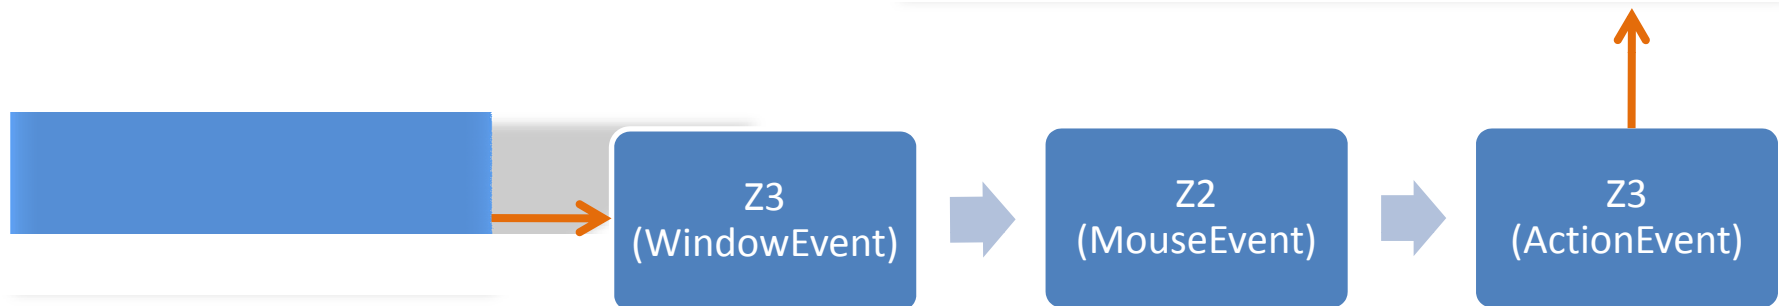 Z3
(WindowEvent)
Z2
(MouseEvent)
Z3
(ActionEvent)